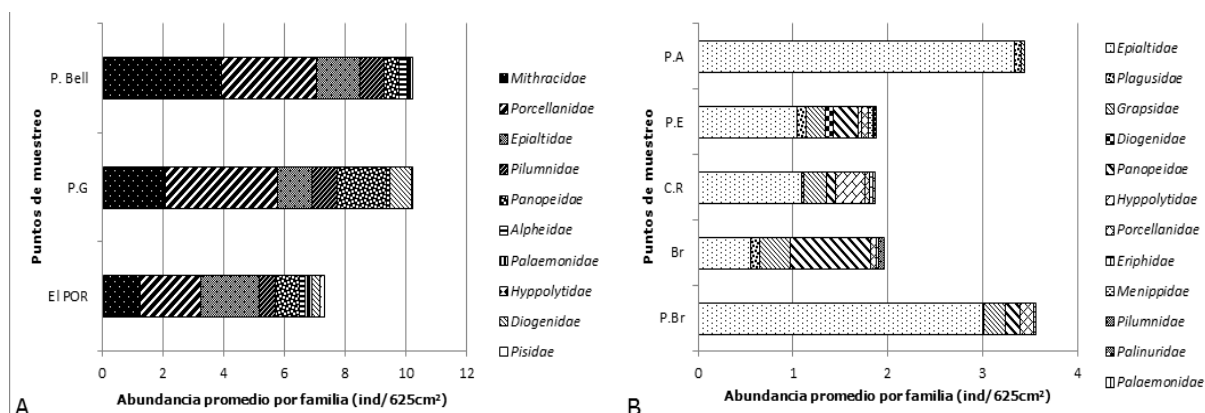 Puntos de muestreo
P. Bell
P.G
El POR
0 2 4 6 8 10 12
Abundancia promedio por familia (ind/625cm²)
A
Mithracidae
Porcellanidae
Epialtidae
Pilumnidae
Panopeidae
Alpheidae
Palaemonidae
Hyppolytidae
Diogenidae
Pisidae
Puntos de muestreo
P.A
P.E
C.R
Br
P.Br
0 1 2 3 4
Abundancia promedio por familia (ind/625cm²)
B
Epialtidae
Plagusidae
Grapsidae
Diogenidae
Panopeidae
Hyppolytidae
Porcellanidae
Eriphidae
Menippidae
Pilumnidae
Palinuridae
Palaemonidae